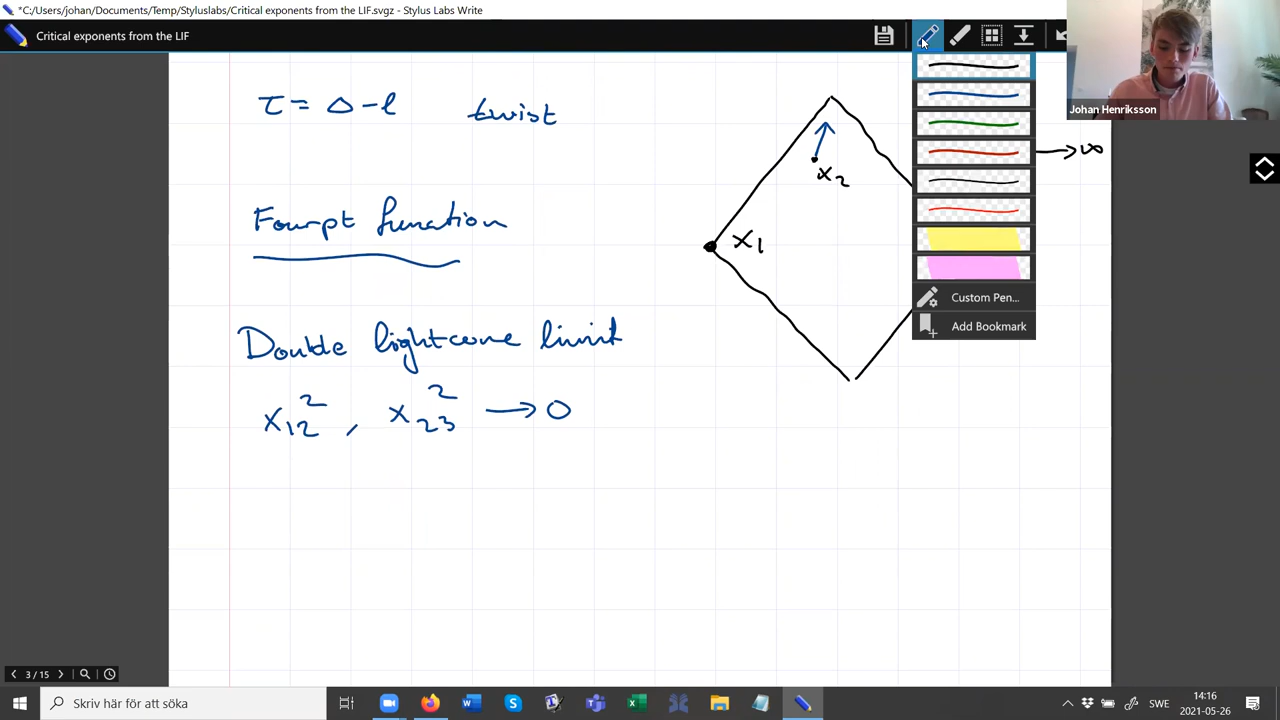 *C:/Users/johan/Documents/Temp/Styluslabs/Critical exponents from the LIF.svgz - Stylus Labs Write
Critical exponents from the LIF
Johan Henriksson
τ = Δ - ℓ twist
x₂
→ ∞
Fourpt function
x₁
Custom Pen...
Add Bookmark
Double lightcone limit
x₁₂², x₂₃² → 0
3 / 15
Skriv här för att söka
SWE
14:16
2021-05-26